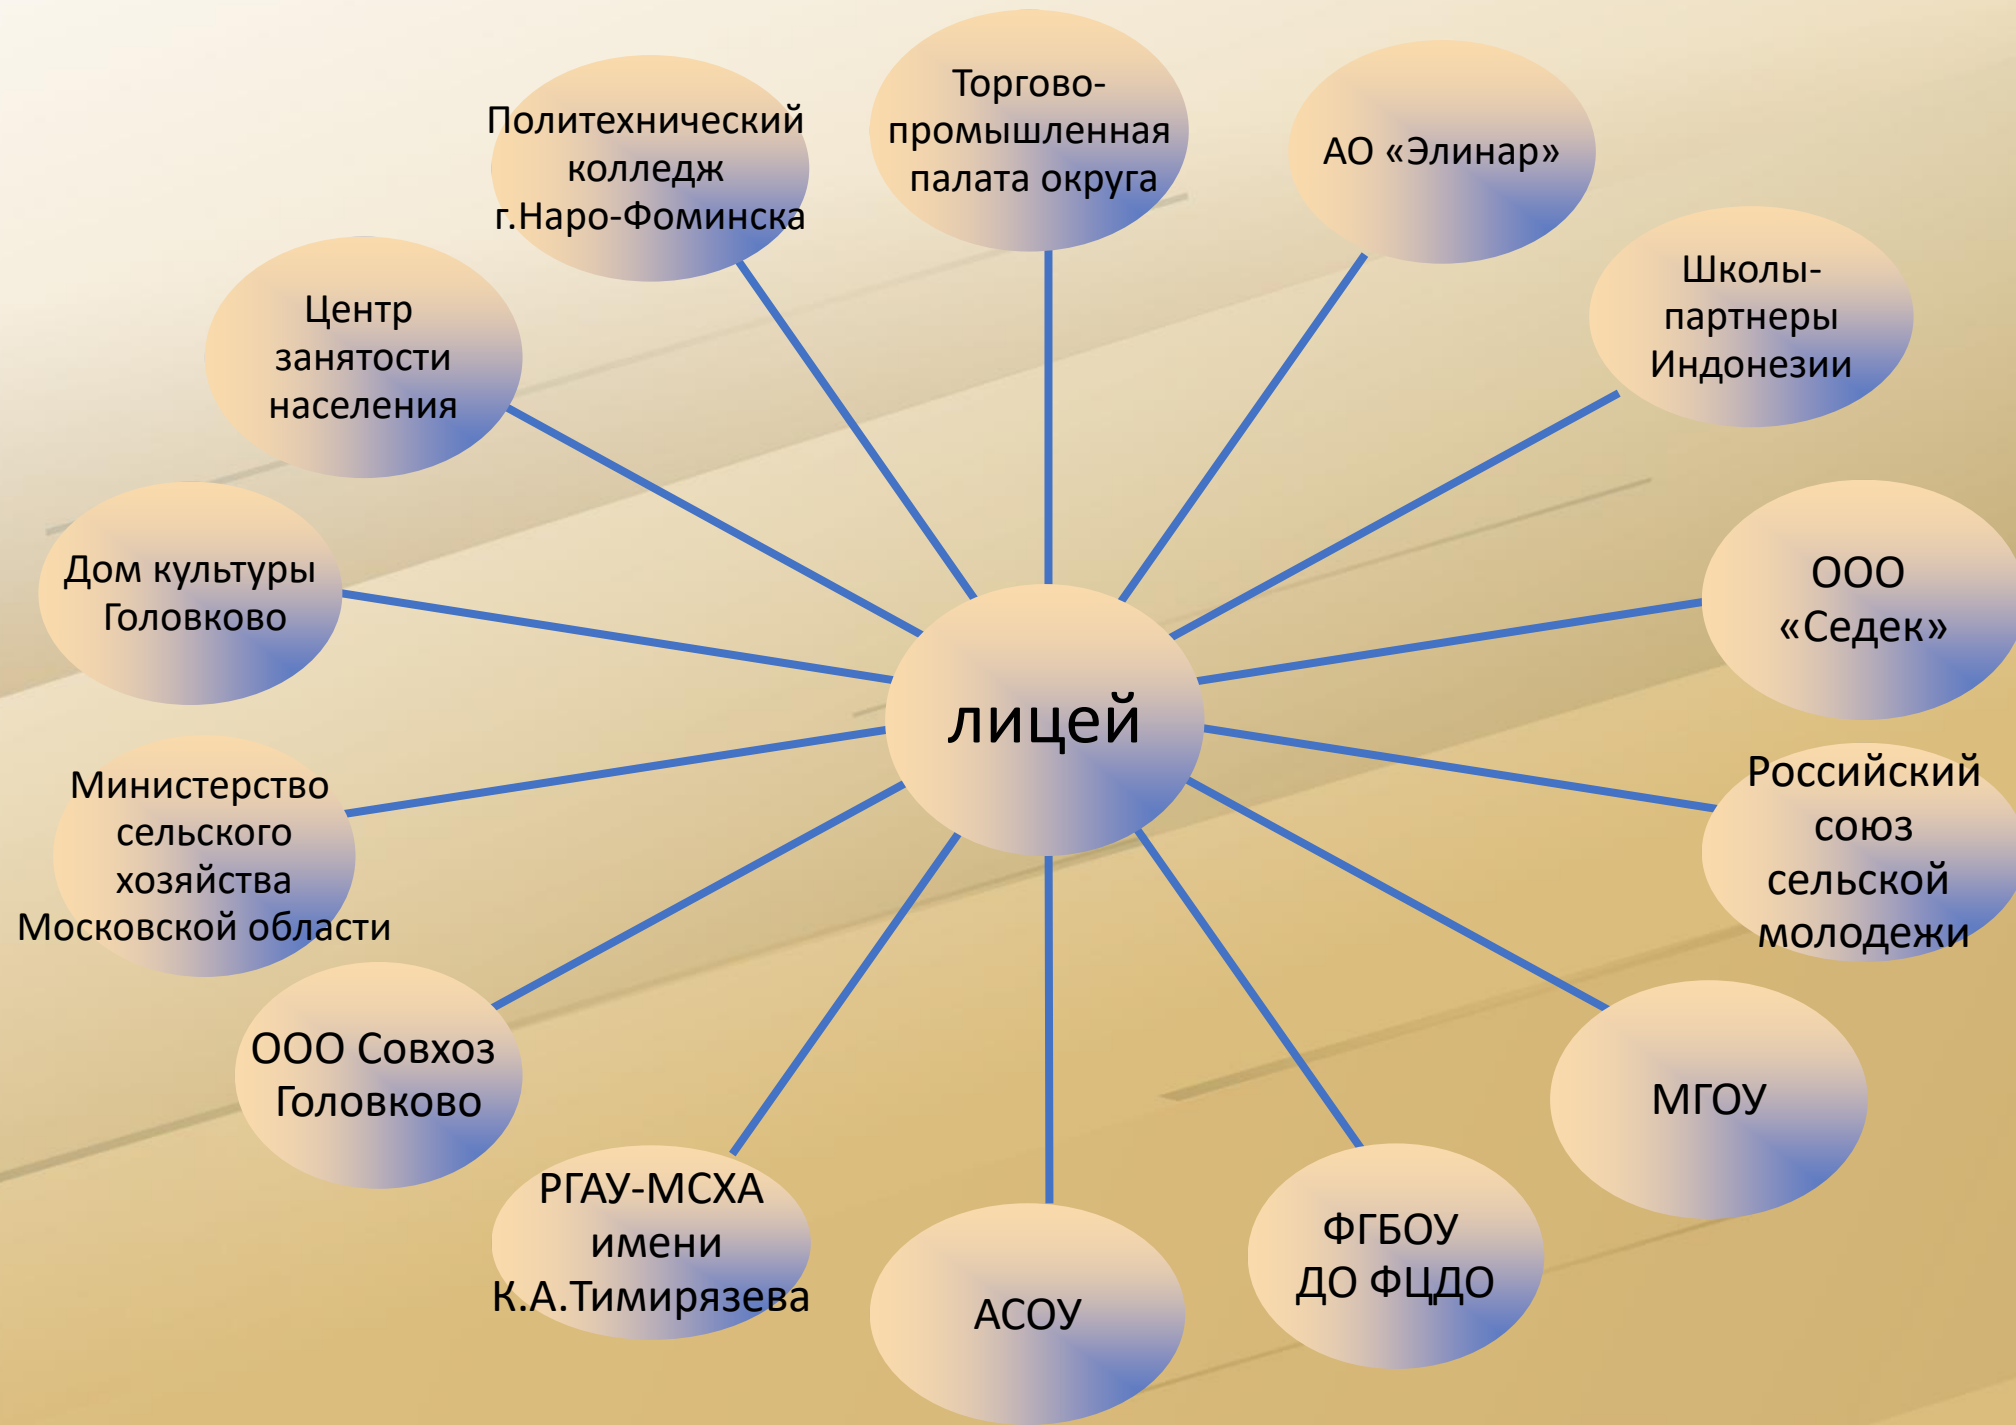 Торгово-
промышленная
палата округа
АО «Элинар»
Школы-
партнеры
Индонезии
ООО
«Седек»
Российский
союз
сельской
молодежи
МГОУ
ФГБОУ
ДО ФЦДО
АСОУ
РГАУ-МСХА
имени
К.А.Тимирязева
ООО Совхоз
Головково
Министерство
сельского
хозяйства
Московской области
Дом культуры
Головково
Центр
занятости
населения
Политехнический
колледж
г.Наро-Фоминска
лицей